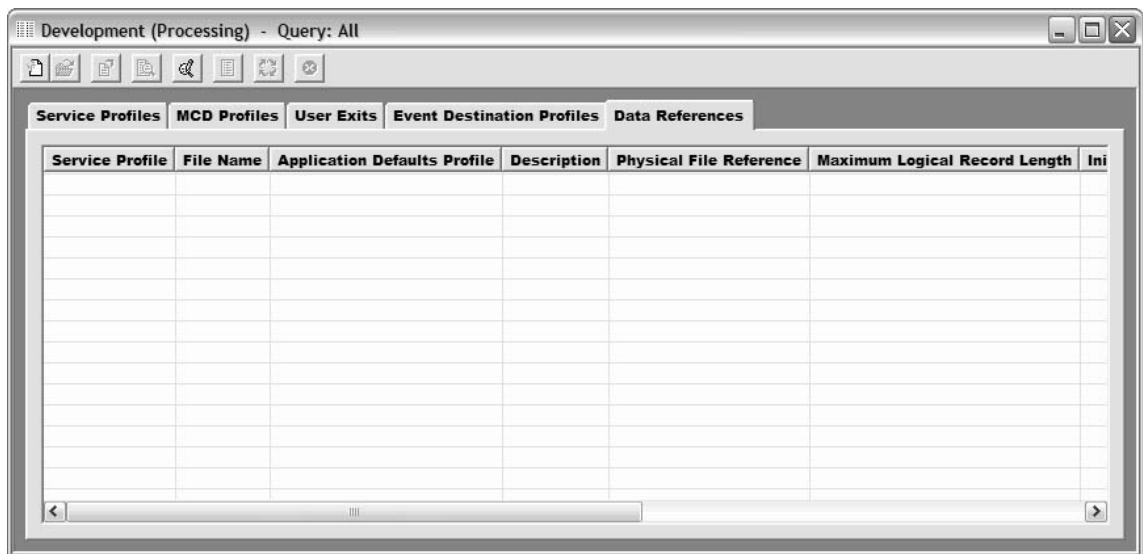 Development (Processing) - Query: All
Service Profiles MCD Profiles User Exits Event Destination Profiles Data References
Service Profile File Name Application Defaults Profile Description Physical File Reference Maximum Logical Record Length Ini